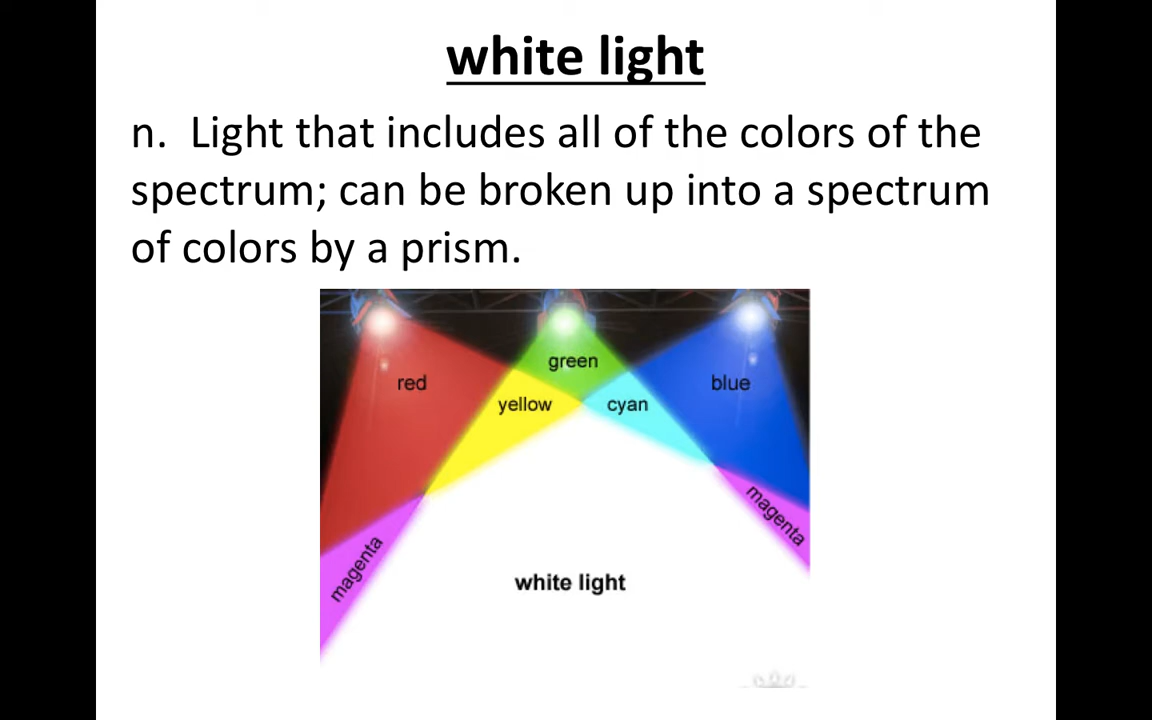 white light
n.  Light that includes all of the colors of the
spectrum; can be broken up into a spectrum
of colors by a prism.
green
red
blue
yellow
cyan
magenta
magenta
white light